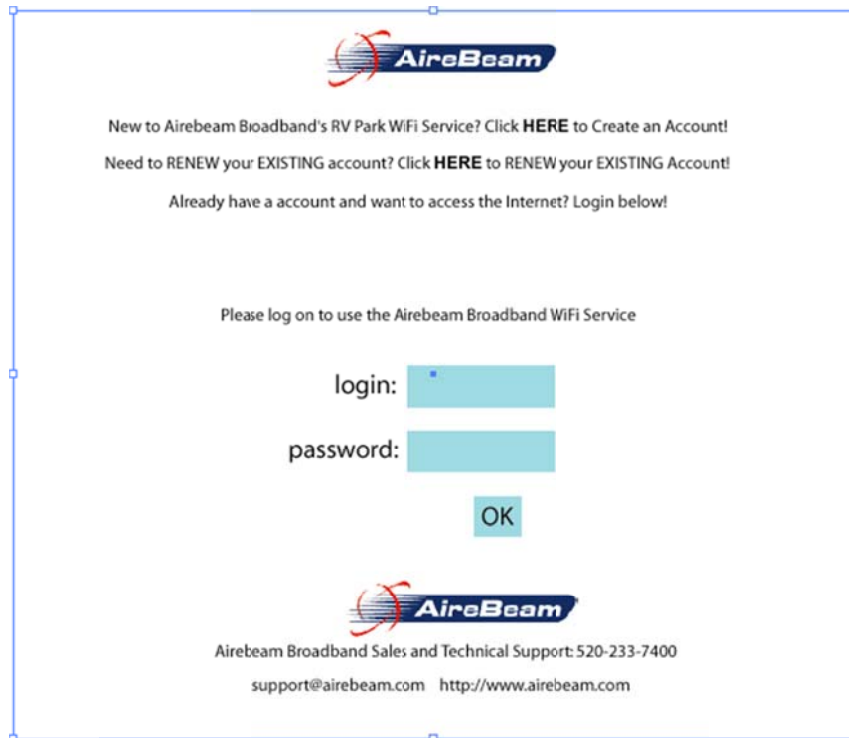 AireBeam
New to Airebeam Broadband's RV Park WiFi Service? Click HERE to Create an Account!
Need to RENEW your EXISTING account? Click HERE to RENEW your EXISTING Account!
Already have a account and want to access the Internet? Login below!
Please log on to use the Airebeam Broadband WiFi Service
login:
password:
OK
AireBeam
Airebeam Broadband Sales and Technical Support: 520-233-7400
support@airebeam.com http://www.airebeam.com